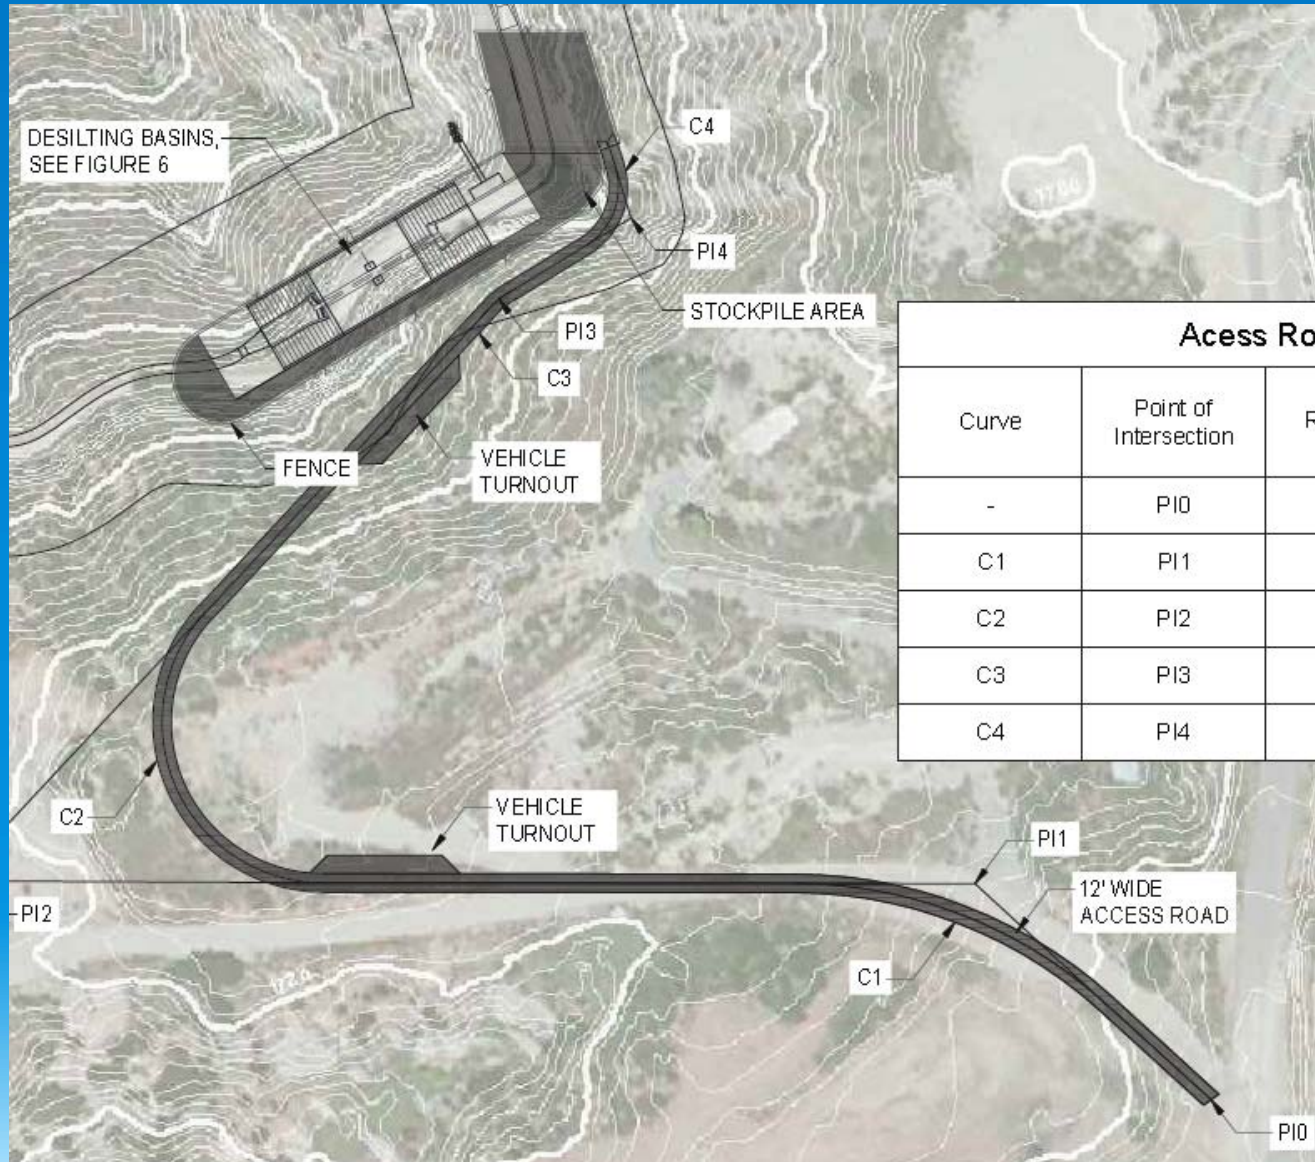 C4
DESILTING BASINS,
SEE FIGURE 6
PI4
STOCKPILE AREA
PI3
C3
FENCE
VEHICLE
TURNOUT
C2
VEHICLE
TURNOUT
PI1
12' WIDE
ACCESS ROAD
PI2
C1
PI0
Acess Ro
Curve
Point of
Intersection
R
-
PI0
C1
PI1
C2
PI2
C3
PI3
C4
PI4